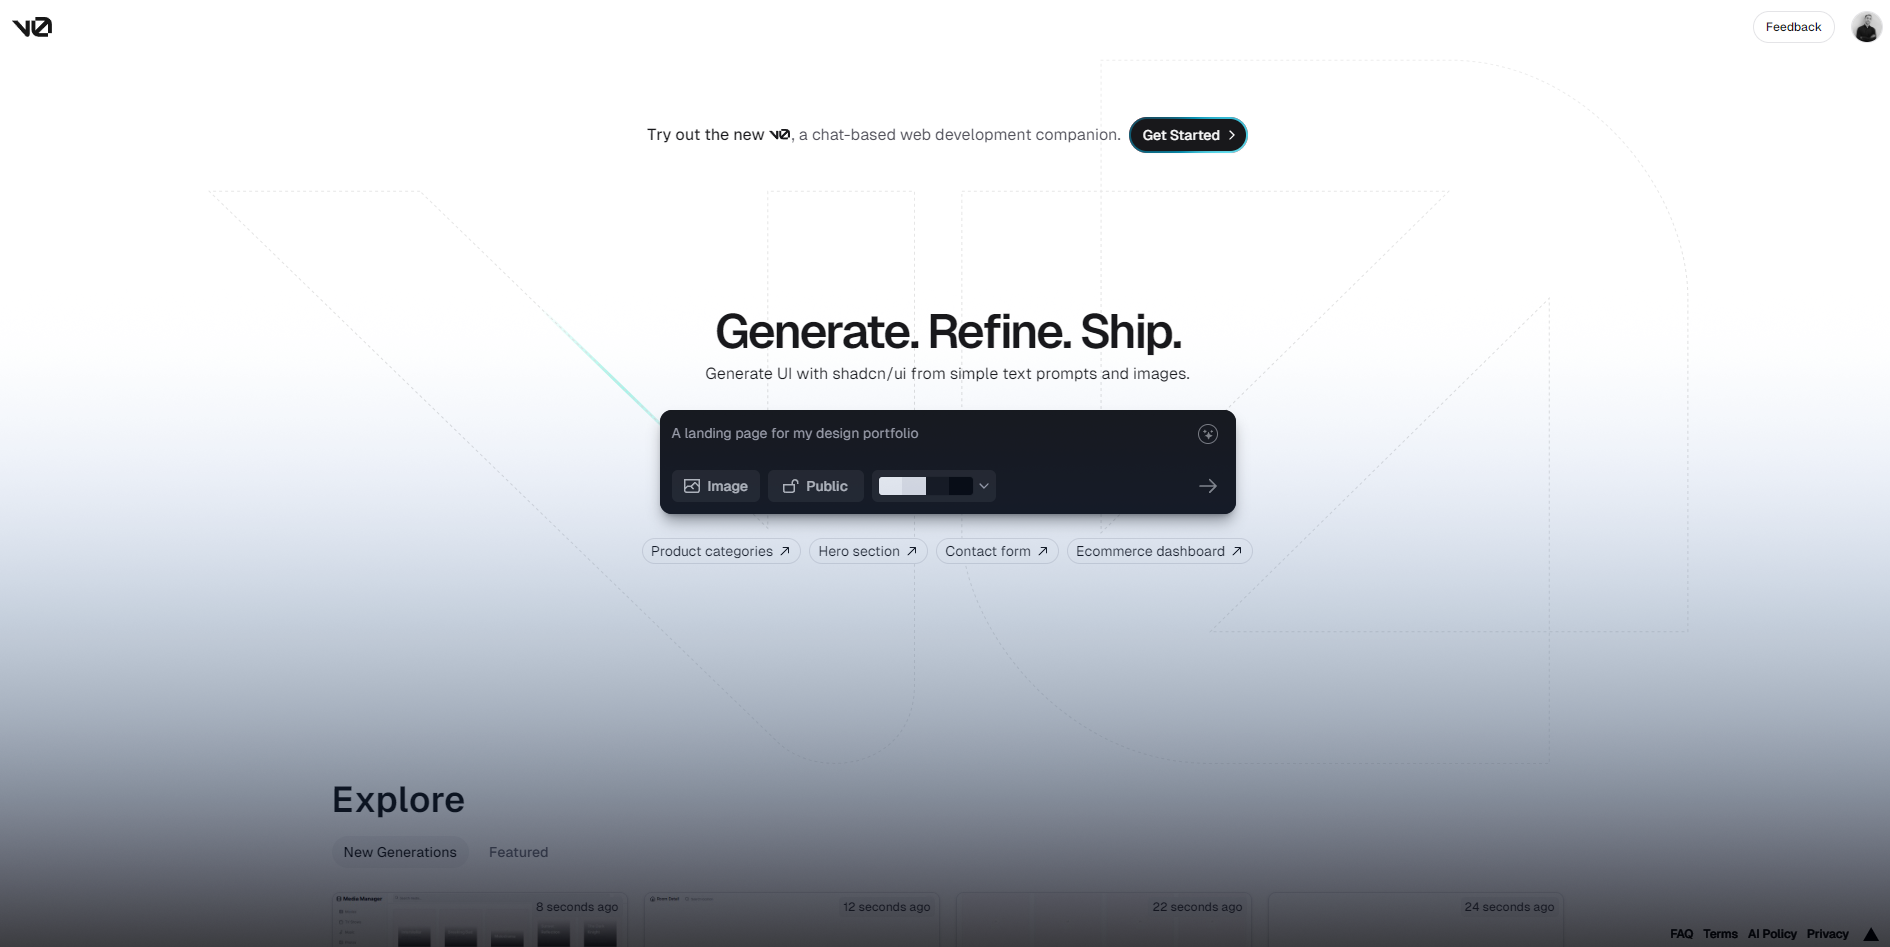 v0
Feedback
Try out the new v0, a chat-based web development companion.
Get Started
Generate. Refine. Ship.
Generate UI with shadcn/ui from simple text prompts and images.
A landing page for my design portfolio
Image
Public
Product categories
Hero section
Contact form
Ecommerce dashboard
Explore
New Generations
Featured
Media Manager
8 seconds ago
12 seconds ago
22 seconds ago
24 seconds ago
FAQ Terms AI Policy Privacy